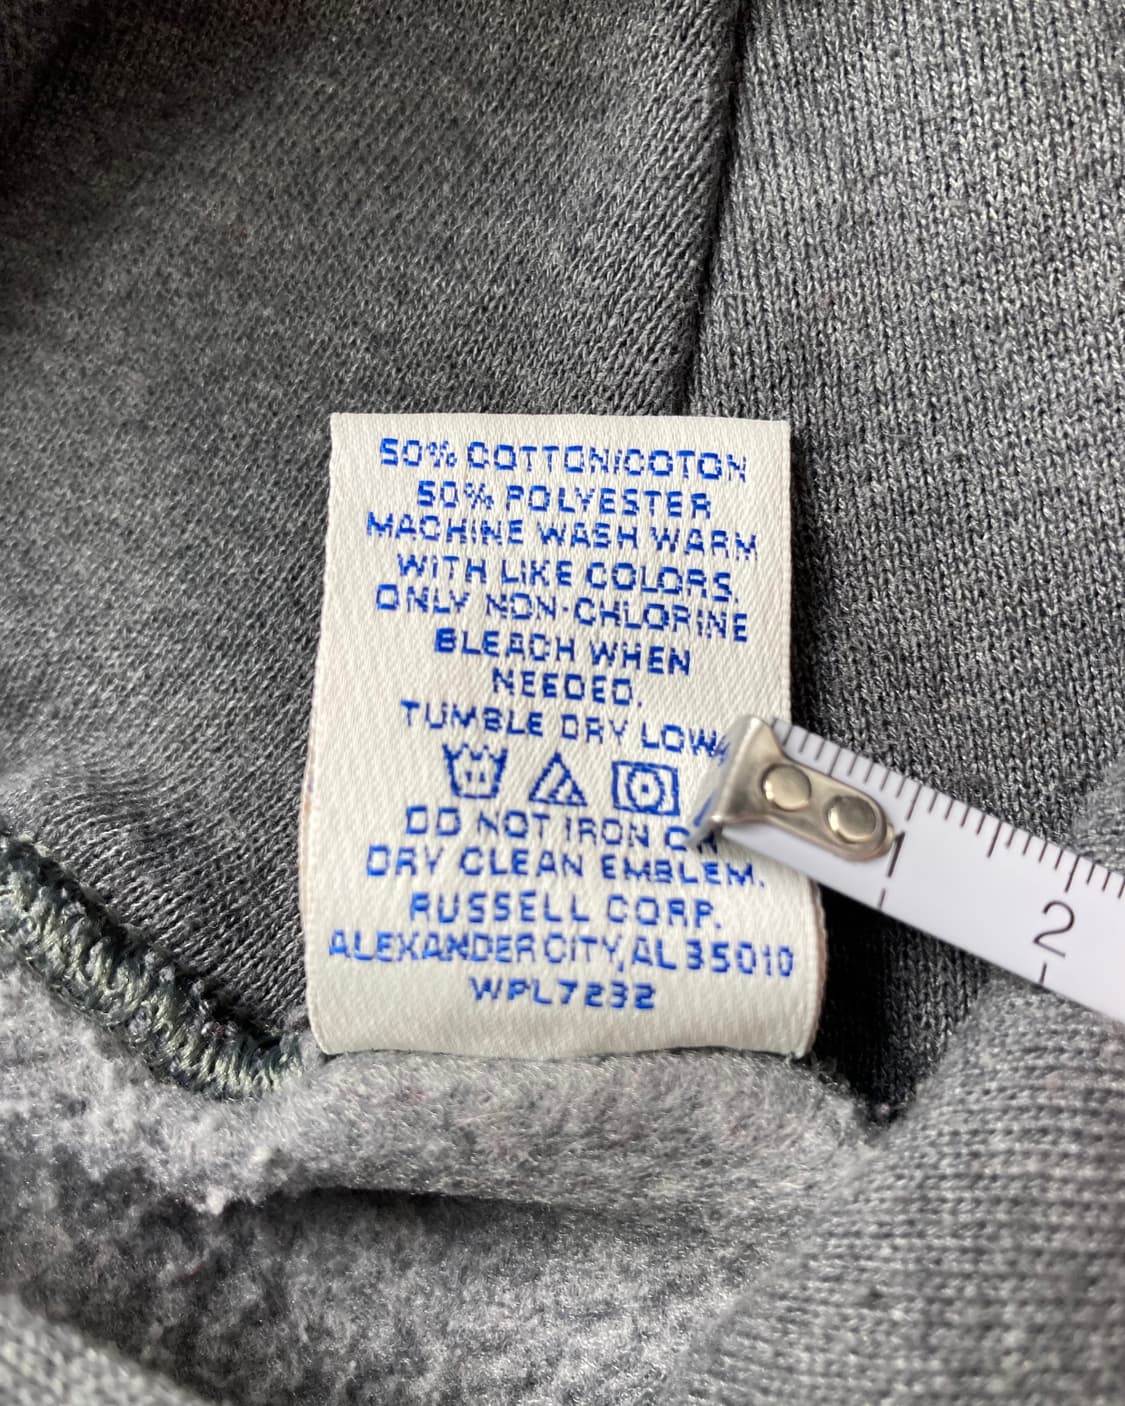 50% COTTON/COTON
50% POLYESTER
MACHINE WASH WARM
WITH LIKE COLORS.
ONLY NON-CHLORINE
BLEACH WHEN
NEEDED.
TUMBLE DRY LOW
DO NOT IRON
DRY CLEAN EMBLEM.
RUSSELL CORP.
ALEXANDER CITY, AL 35010
WPL7232
1
2